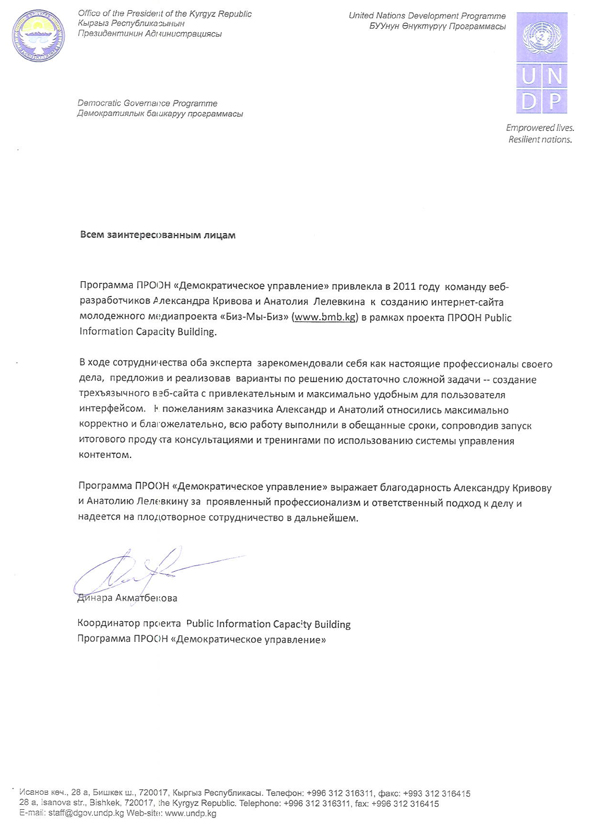 Office of the President of the Kyrgyz Republic
Кыргыз Республикасынын
Президентинин Администрациясы
United Nations Development Programme
БУУнун Өнүктүрүү Программасы
U N
D P
Empowered lives.
Resilient nations.
Democratic Governance Programme
Демократиялык башкаруу программасы
Всем заинтересованным лицам
Программа ПРООН «Демократическое управление» привлекла в 2011 году команду веб-
разработчиков Александра Кривова и Анатолия Лелевкина к созданию интернет-сайта
молодежного медиапроекта «Биз-Мы-Биз» (www.bmb.kg) в рамках проекта ПРООН Public
Information Capacity Building.
В ходе сотрудничества оба эксперта зарекомендовали себя как настоящие профессионалы своего
дела, предложив и реализовав варианты по решению достаточно сложной задачи -- создание
трехъязычного веб-сайта с привлекательным и максимально удобным для пользователя
интерфейсом. К пожеланиям заказчика Александр и Анатолий относились максимально
корректно и благожелательно, всю работу выполнили в обещанные сроки, сопроводив запуск
итогового продукта консультациями и тренингами по использованию системы управления
контентом.
Программа ПРООН «Демократическое управление» выражает благодарность Александру Кривову
и Анатолию Лелевкину за проявленный профессионализм и ответственный подход к делу и
надеется на плодотворное сотрудничество в дальнейшем.
Динара Акматбекова
Координатор проекта Public Information Capacity Building
Программа ПРООН «Демократическое управление»
Исанов көч., 28 а, Бишкек ш., 720017, Кыргыз Республикасы. Телефон: +996 312 316311, факс: +993 312 316415
28 a, Isanova str., Bishkek, 720017, the Kyrgyz Republic. Telephone: +996 312 316311, fax: +996 312 316415
E-mail: staff@dgov.undp.kg Web-site: www.undp.kg